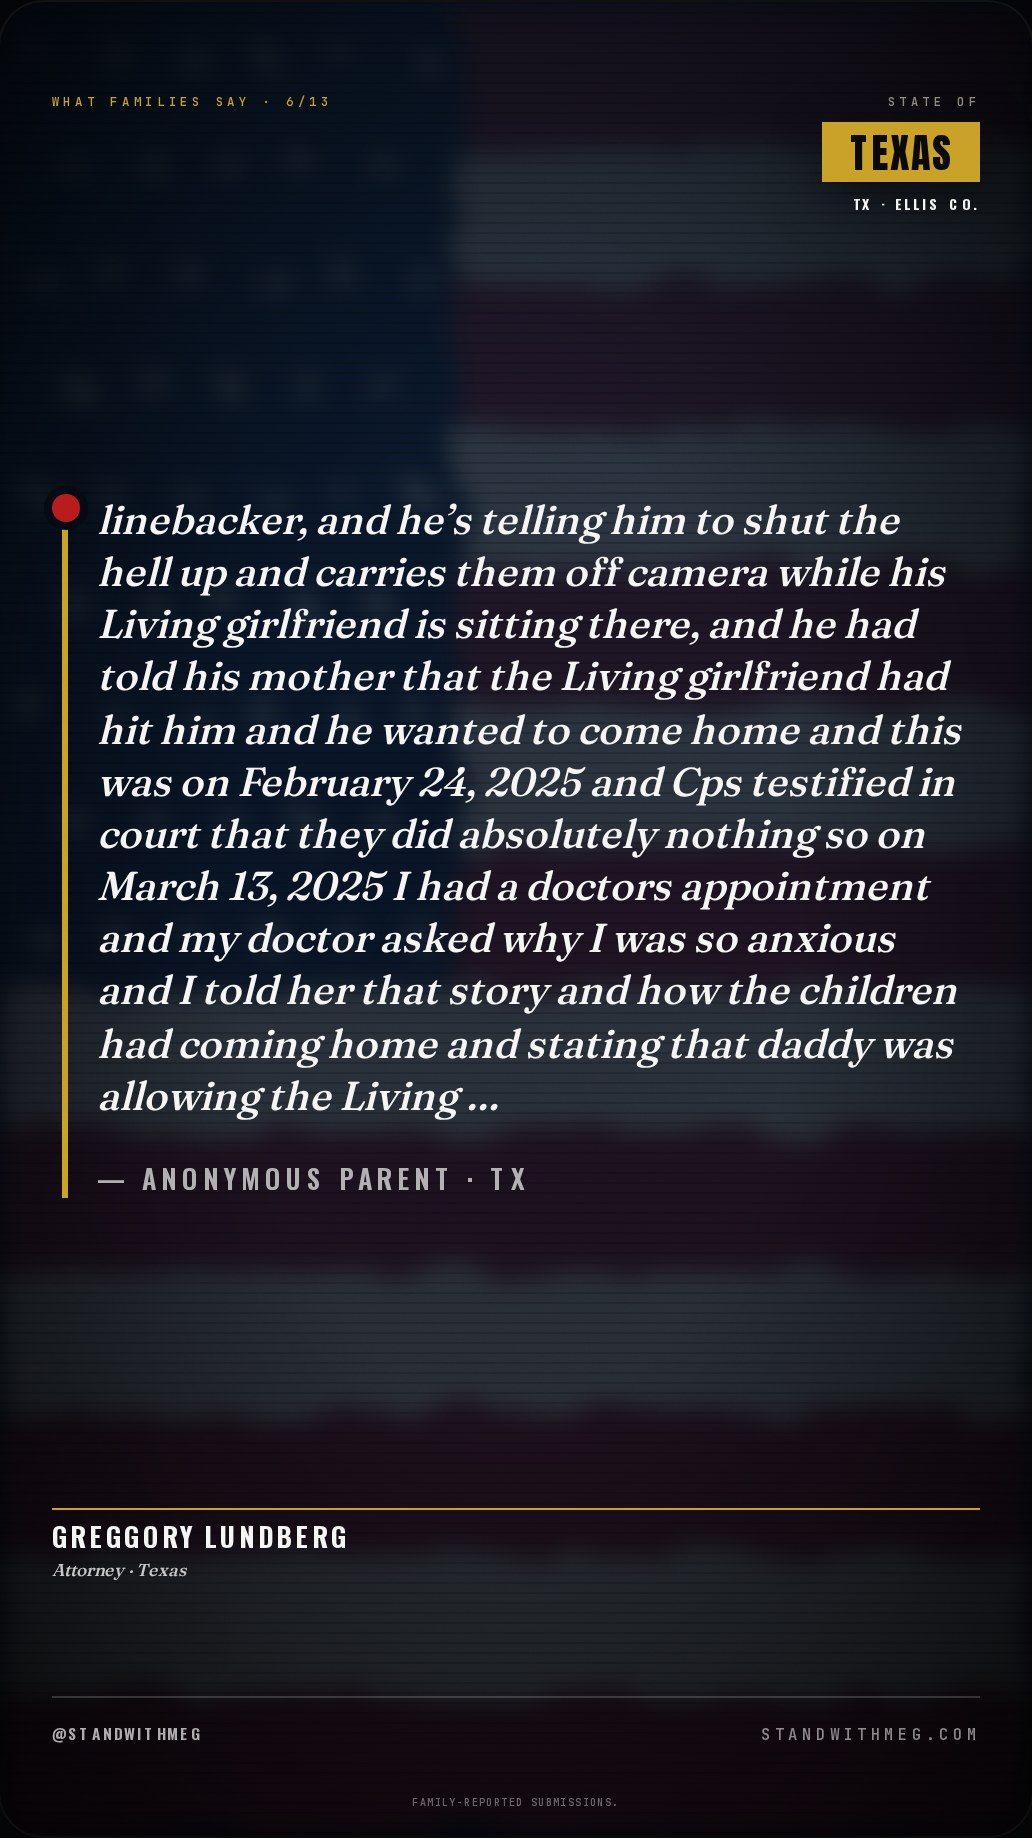 WHAT FAMILIES SAY · 6/13
STATE OF
TEXAS
TX · ELLIS CO.
linebacker, and he’s telling him to shut the
hell up and carries them off camera while his
Living girlfriend is sitting there, and he had
told his mother that the Living girlfriend had
hit him and he wanted to come home and this
was on February 24, 2025 and Cps testified in
court that they did absolutely nothing so on
March 13, 2025 I had a doctors appointment
and my doctor asked why I was so anxious
and I told her that story and how the children
had coming home and stating that daddy was
allowing the Living ...
— ANONYMOUS PARENT · TX
GREGGORY LUNDBERG
Attorney · Texas
@STANDWITHMEG
STANDWITHMEG.COM
FAMILY-REPORTED SUBMISSIONS.